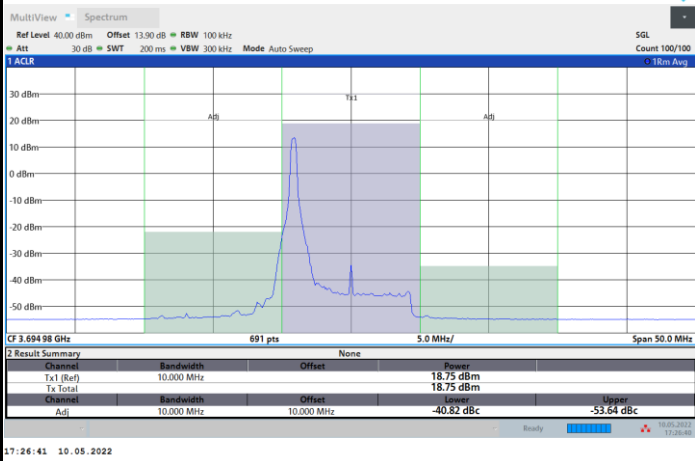 MultiView Spectrum
Ref Level 40.00 dBm Offset 13.90 dB RBW 100 kHz SGL
Att 30 dB SWT 200 ms VBW 300 kHz Mode Auto Sweep Count 100/100
1 ACLR 1Rm Avg
30 dBm
Tx1
20 dBm
Adj Adj
10 dBm
0 dBm
-10 dBm
-20 dBm
-30 dBm
-40 dBm
-50 dBm
CF 3.694 98 GHz 691 pts 5.0 MHz/ Span 50.0 MHz
2 Result Summary None
Channel Bandwidth Offset Power
Tx1 (Ref) 10.000 MHz 18.75 dBm
Tx Total 18.75 dBm
Channel Bandwidth Offset Lower Upper
Adj 10.000 MHz 10.000 MHz -40.82 dBc -53.64 dBc
Ready 10.05.2022
17:26:40
17:26:41 10.05.2022